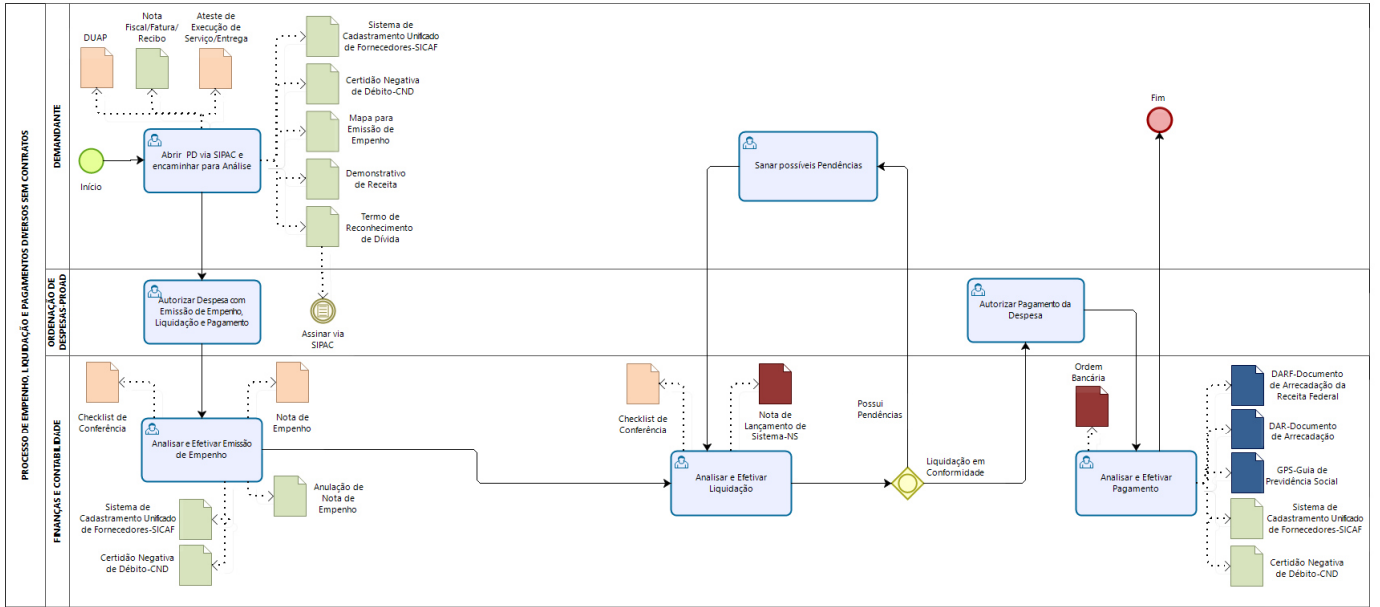 PROCESSO DE EMPENHO, LIQUIDAÇÃO E PAGAMENTOS DIVERSOS SEM CONTRATOS
DEMANDANTE
DUAP
Nota
Fiscal/Fatura/
Recibo
Ateste de
Execução de
Serviço/Entrega
Sistema de
Cadastramento Unificado
de Fornecedores-SICAF
Certidão Negativa
de Débito-CND
Mapa para
Emissão de
Empenho
Demonstrativo
de Receita
Termo de
Reconhecimento
de Dívida
Início
Abrir PD via SIPAC e
encaminhar para Análise
Sanar possíveis Pendências
Fim
ORDENAÇÃO DE
DESPESAS-PROAD
Autorizar Despesa com
Emissão de Empenho,
Liquidação e Pagamento
Assinar via
SIPAC
Autorizar Pagamento da
Despesa
FINANÇAS E CONTABILIDADE
Checklist de
Conferência
Nota de
Empenho
Analisar e Efetivar Emissão
de Empenho
Anulação de
Nota de
Empenho
Sistema de
Cadastramento Unificado
de Fornecedores-SICAF
Certidão Negativa
de Débito-CND
Checklist de
Conferência
Nota de
Lançamento de
Sistema-NS
Analisar e Efetivar
Liquidação
Possui
Pendências
Liquidação em
Conformidade
Ordem
Bancária
Analisar e Efetivar
Pagamento
DARF-Documento
de Arrecadação da
Receita Federal
DAR-Documento
de Arrecadação
GPS-Guia de
Previdência Social
Sistema de
Cadastramento Unificado
de Fornecedores-SICAF
Certidão Negativa
de Débito-CND